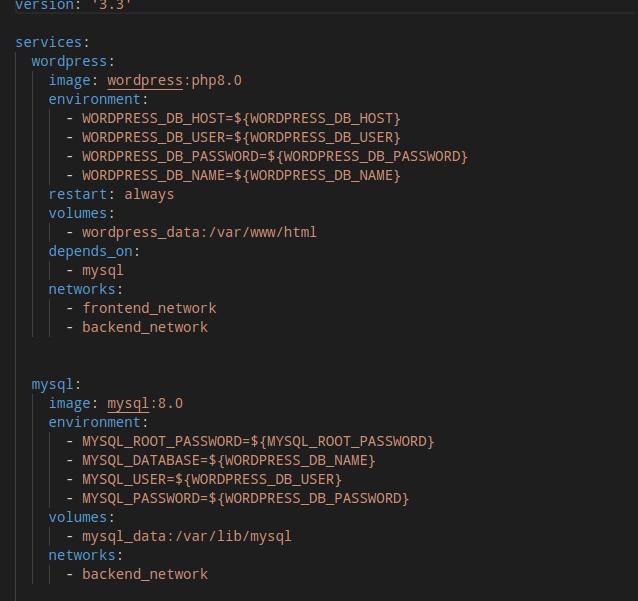 version: '3.3'
services:
wordpress:
image: wordpress:php8.0
environment:
- WORDPRESS_DB_HOST=${WORDPRESS_DB_HOST}
- WORDPRESS_DB_USER=${WORDPRESS_DB_USER}
- WORDPRESS_DB_PASSWORD=${WORDPRESS_DB_PASSWORD}
- WORDPRESS_DB_NAME=${WORDPRESS_DB_NAME}
restart: always
volumes:
- wordpress_data:/var/www/html
depends_on:
- mysql
networks:
- frontend_network
- backend_network
mysql:
image: mysql:8.0
environment:
- MYSQL_ROOT_PASSWORD=${MYSQL_ROOT_PASSWORD}
- MYSQL_DATABASE=${WORDPRESS_DB_NAME}
- MYSQL_USER=${WORDPRESS_DB_USER}
- MYSQL_PASSWORD=${WORDPRESS_DB_PASSWORD}
volumes:
- mysql_data:/var/lib/mysql
networks:
- backend_network